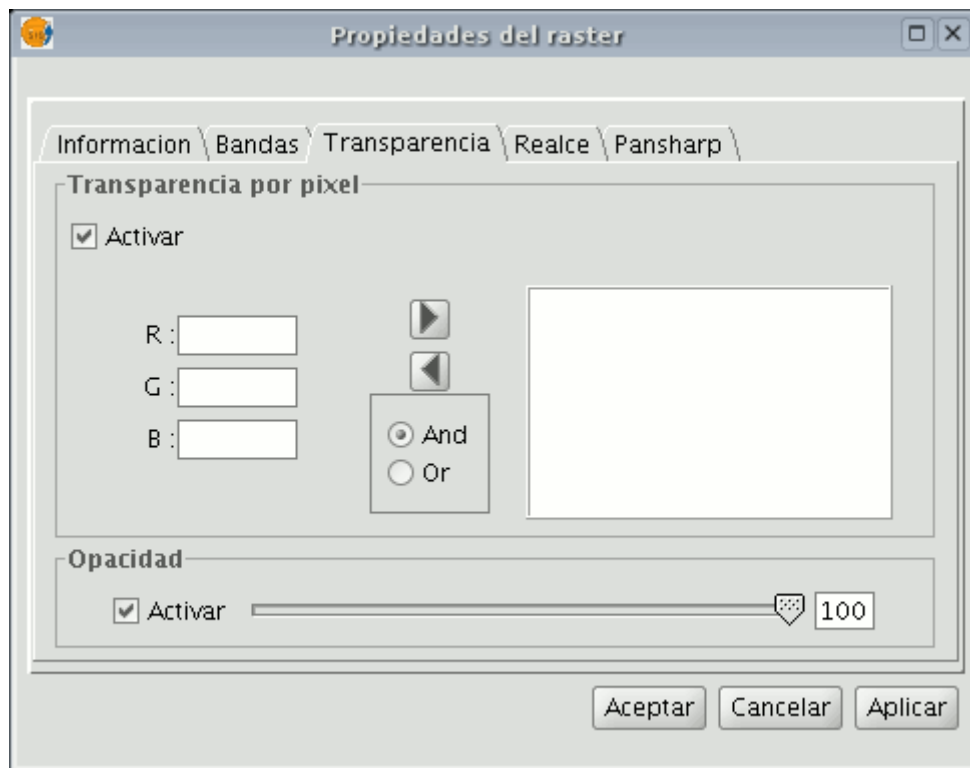 Propiedades del raster
Informacion Bandas Transparencia Realce Pansharp
Transparencia por pixel
Activar
R :
G :
B :
And
Or
Opacidad
Activar 100
Aceptar Cancelar Aplicar